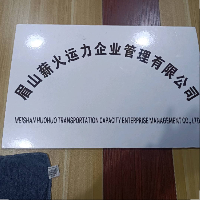 眉山薪火运力企业管理有限公司
MEISHAN HUOHUO TRANSPORTATION CAPACITY ENTERPRISE MANAGEMENT CO.,LTD